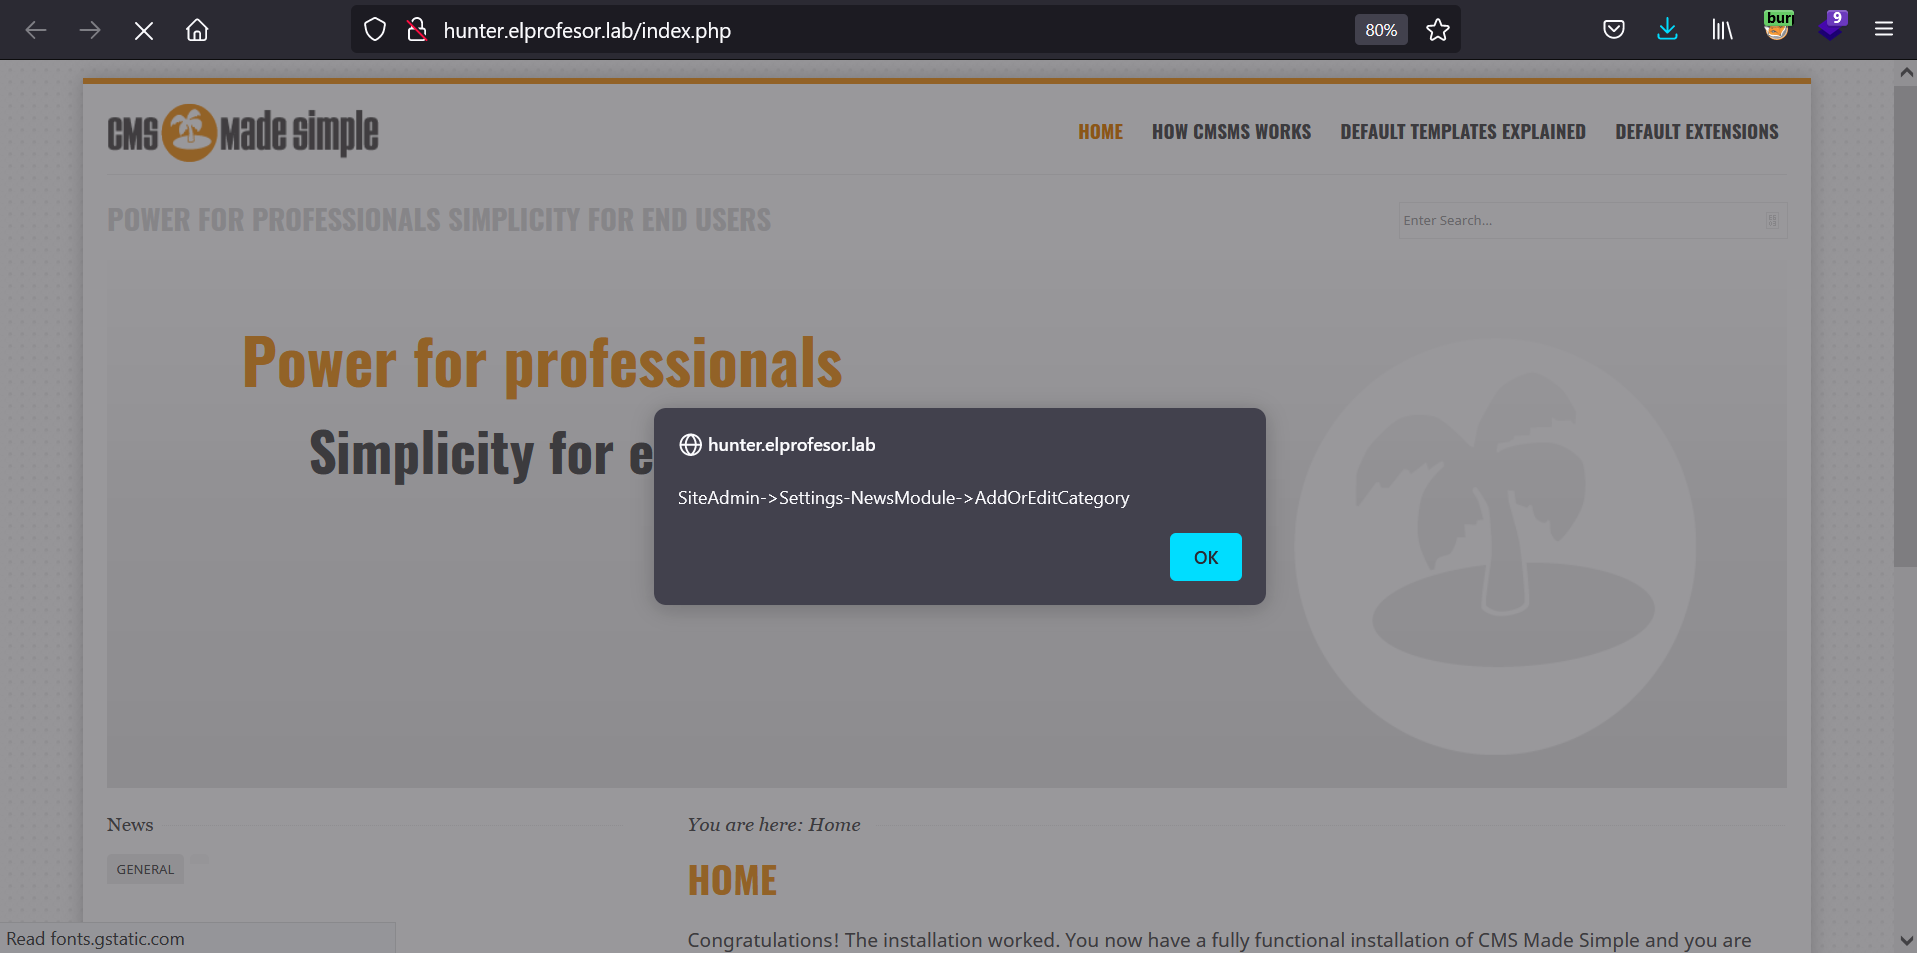 hunter.elprofesor.lab/index.php
80%
bur
9
CMS Made Simple
HOME
HOW CMSMS WORKS
DEFAULT TEMPLATES EXPLAINED
DEFAULT EXTENSIONS
POWER FOR PROFESSIONALS SIMPLICITY FOR END USERS
Enter Search...
Power for professionals
Simplicity for e
hunter.elprofesor.lab
SiteAdmin->Settings-NewsModule->AddOrEditCategory
OK
News
You are here: Home
GENERAL
HOME
Congratulations! The installation worked. You now have a fully functional installation of CMS Made Simple and you are
Read fonts.gstatic.com